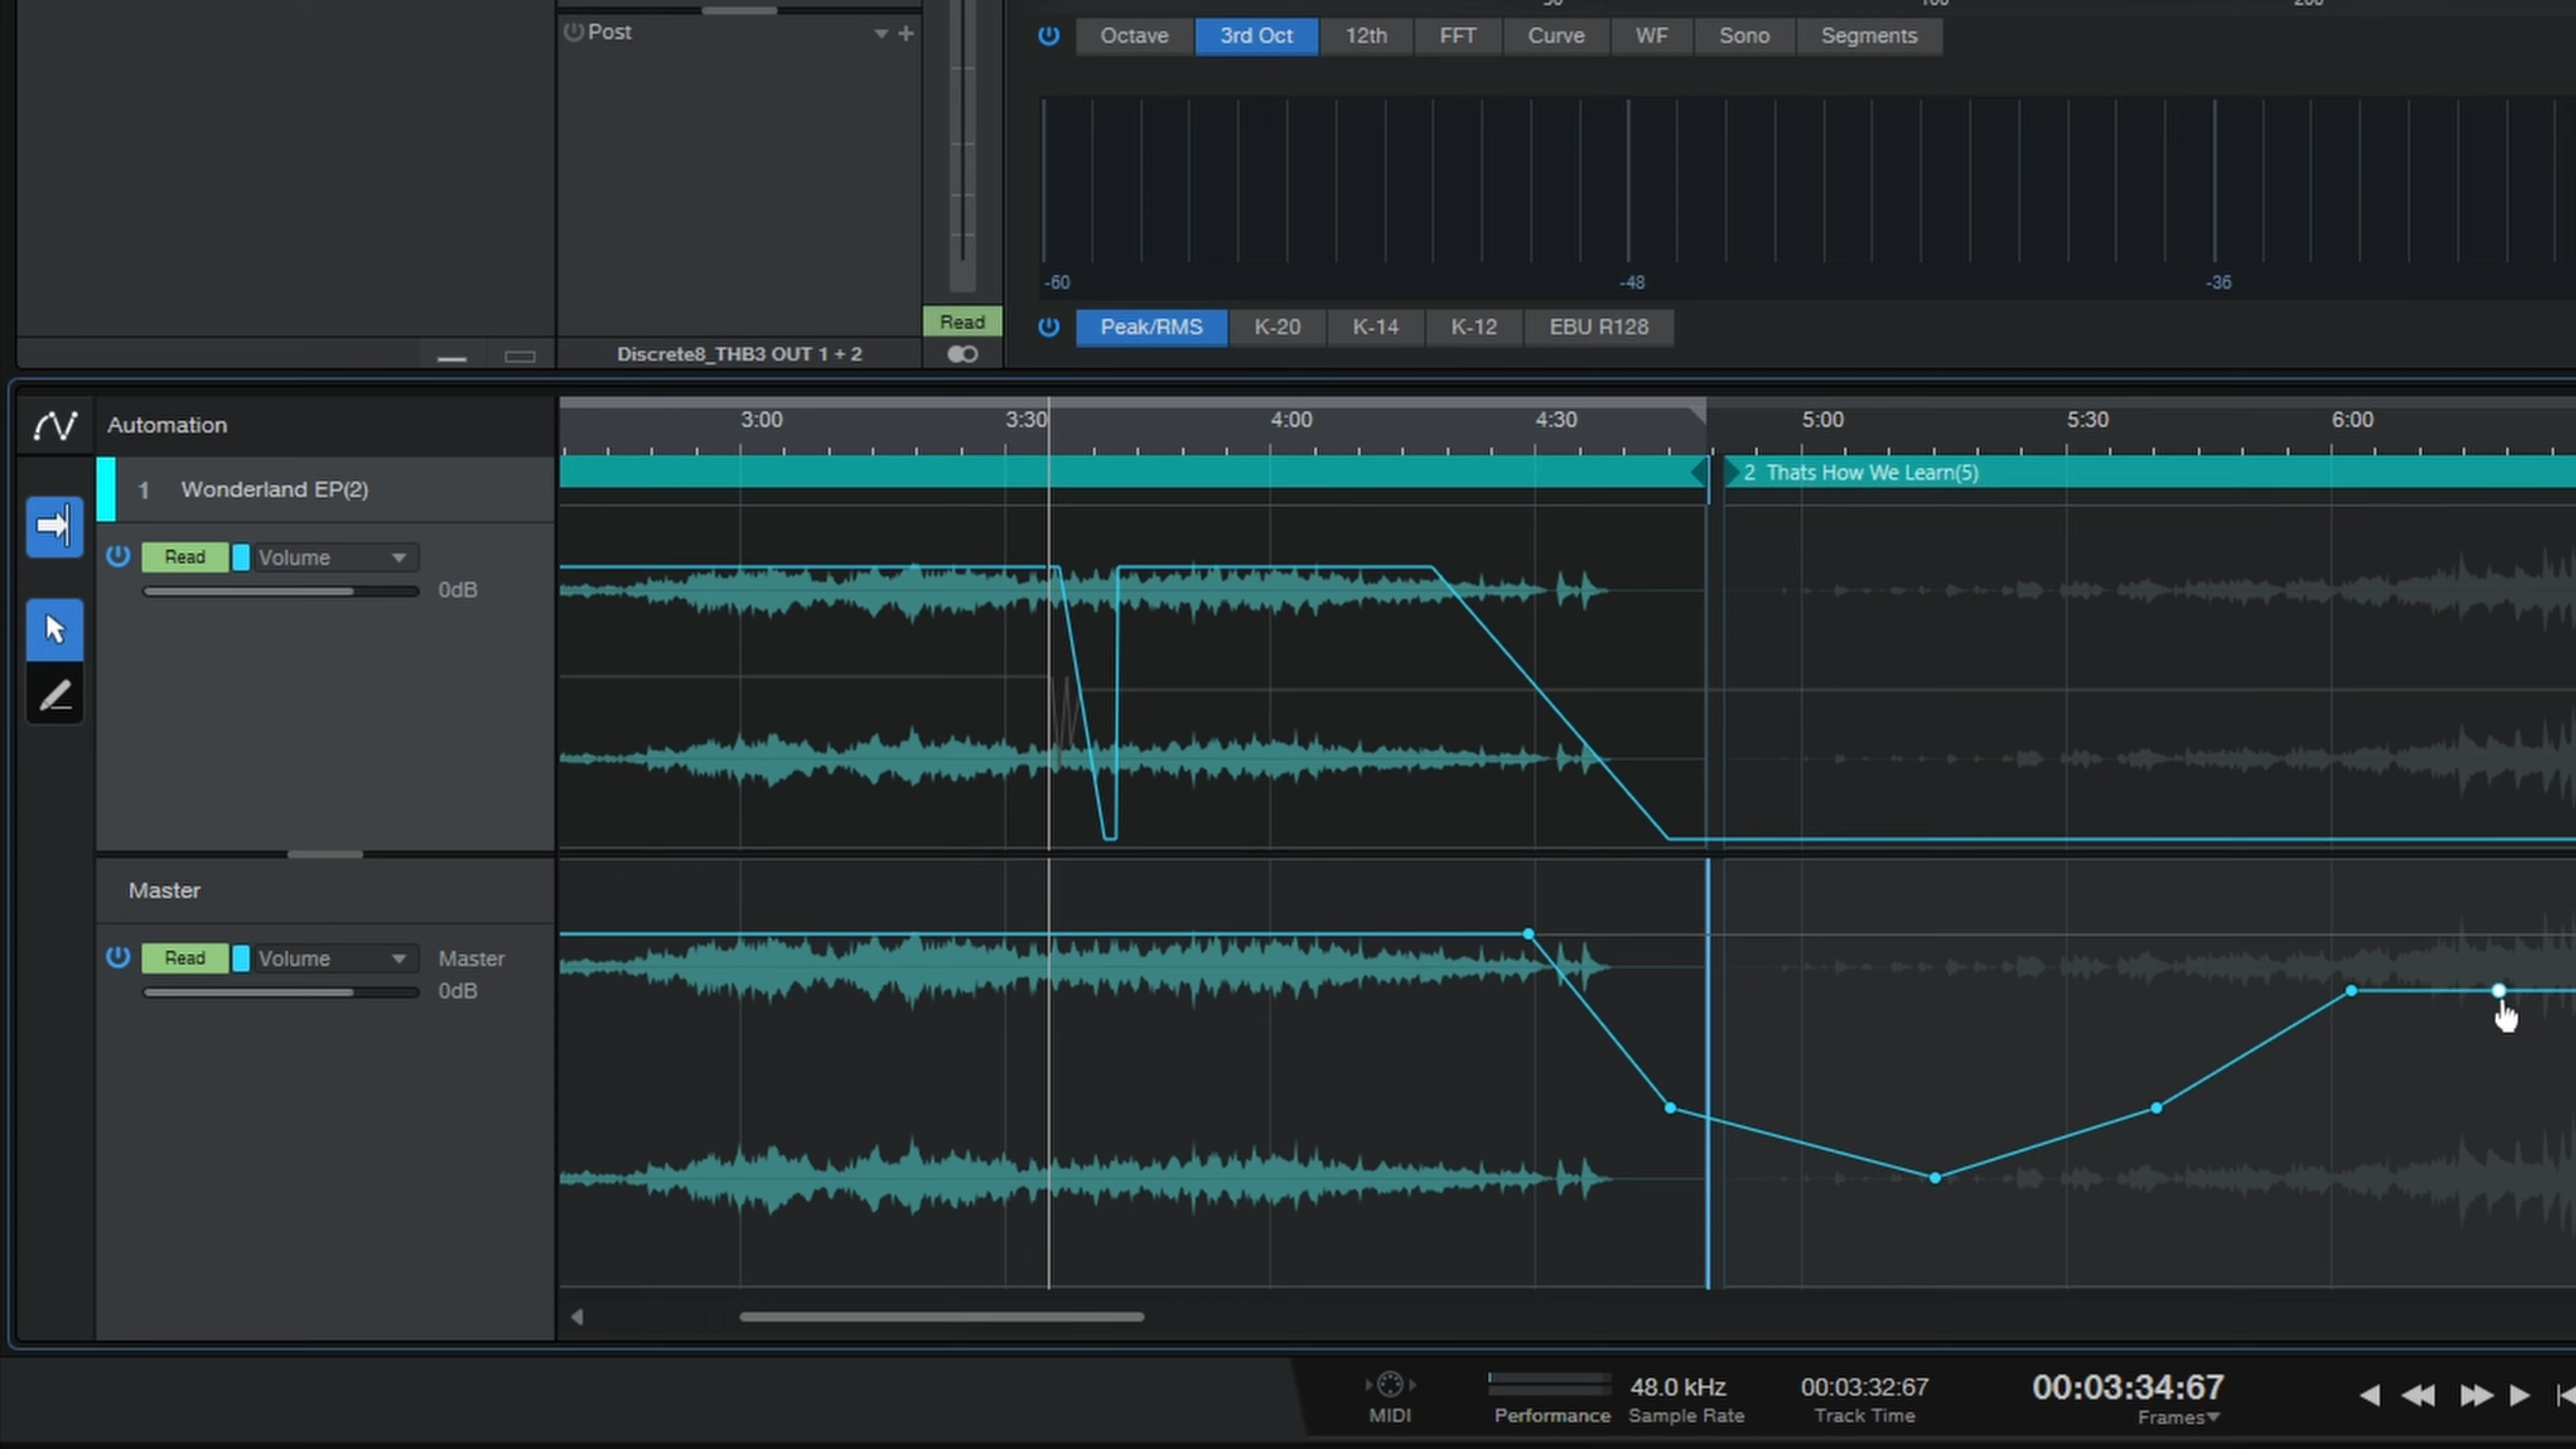 Post
Octave 3rd Oct 12th FFT Curve WF Sono Segments
-60 -48 -36
Read
Peak/RMS K-20 K-14 K-12 EBU R128
Discrete8_THB3 OUT 1 + 2
Automation
3:00 3:30 4:00 4:30 5:00 5:30 6:00
1 Wonderland EP(2)
2 Thats How We Learn(5)
Read Volume
0dB
Master
Read Volume Master
0dB
48.0 kHz 00:03:32:67 00:03:34:67
MIDI Performance Sample Rate Track Time Frames